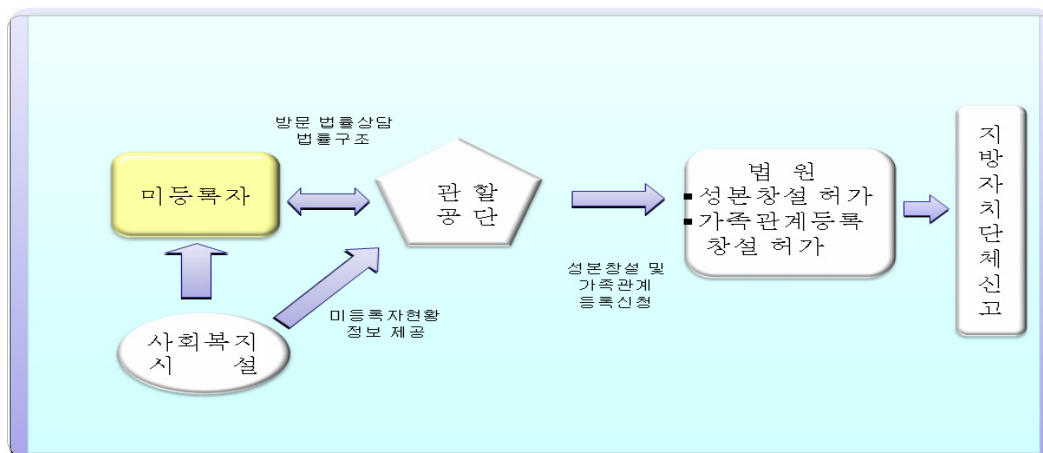 방문 법률상담
법률구조
미등록자
관 할
공 단
법 원
▪성본창설 허가
▪가족관계등록
창설 허가
지방자치단체신고
성본창설 및
가족관계
등록신청
미등록자현황
정보 제공
사회복지
시 설